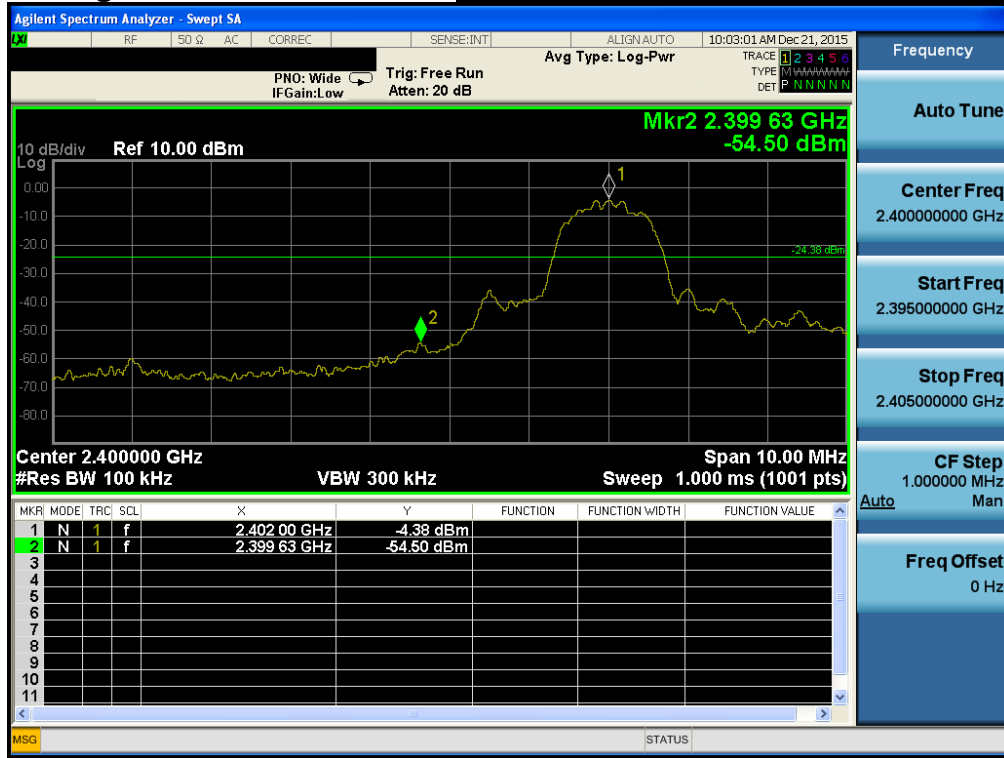 Agilent Spectrum Analyzer - Swept SA
LXI RF 50 Ω AC CORREC SENSE:INT ALIGNAUTO 10:03:01 AM Dec 21, 2015
Frequency
Avg Type: Log-Pwr TRACE 1 2 3 4 5 6
PNO: Wide Trig: Free Run TYPE M WWWWW
IFGain:Low Atten: 20 dB DET P N N N N N
Auto Tune
Mkr2 2.399 63 GHz
10 dB/div Ref 10.00 dBm -54.50 dBm
Log
1
0.00
-10.0
-20.0
-24.38 dBm
-30.0
-40.0
2
-50.0
-60.0
-70.0
-80.0
Center 2.400000 GHz Span 10.00 MHz
#Res BW 100 kHz VBW 300 kHz Sweep 1.000 ms (1001 pts)
Center Freq
2.400000000 GHz
Start Freq
2.395000000 GHz
Stop Freq
2.405000000 GHz
CF Step
1.000000 MHz
Auto Man
Freq Offset
0 Hz
MKR MODE TRC SCL X Y FUNCTION FUNCTION WIDTH FUNCTION VALUE
1 N 1 f 2.402 00 GHz -4.38 dBm
2 N 1 f 2.399 63 GHz -54.50 dBm
3
4
5
6
7
8
9
10
11
MSG STATUS